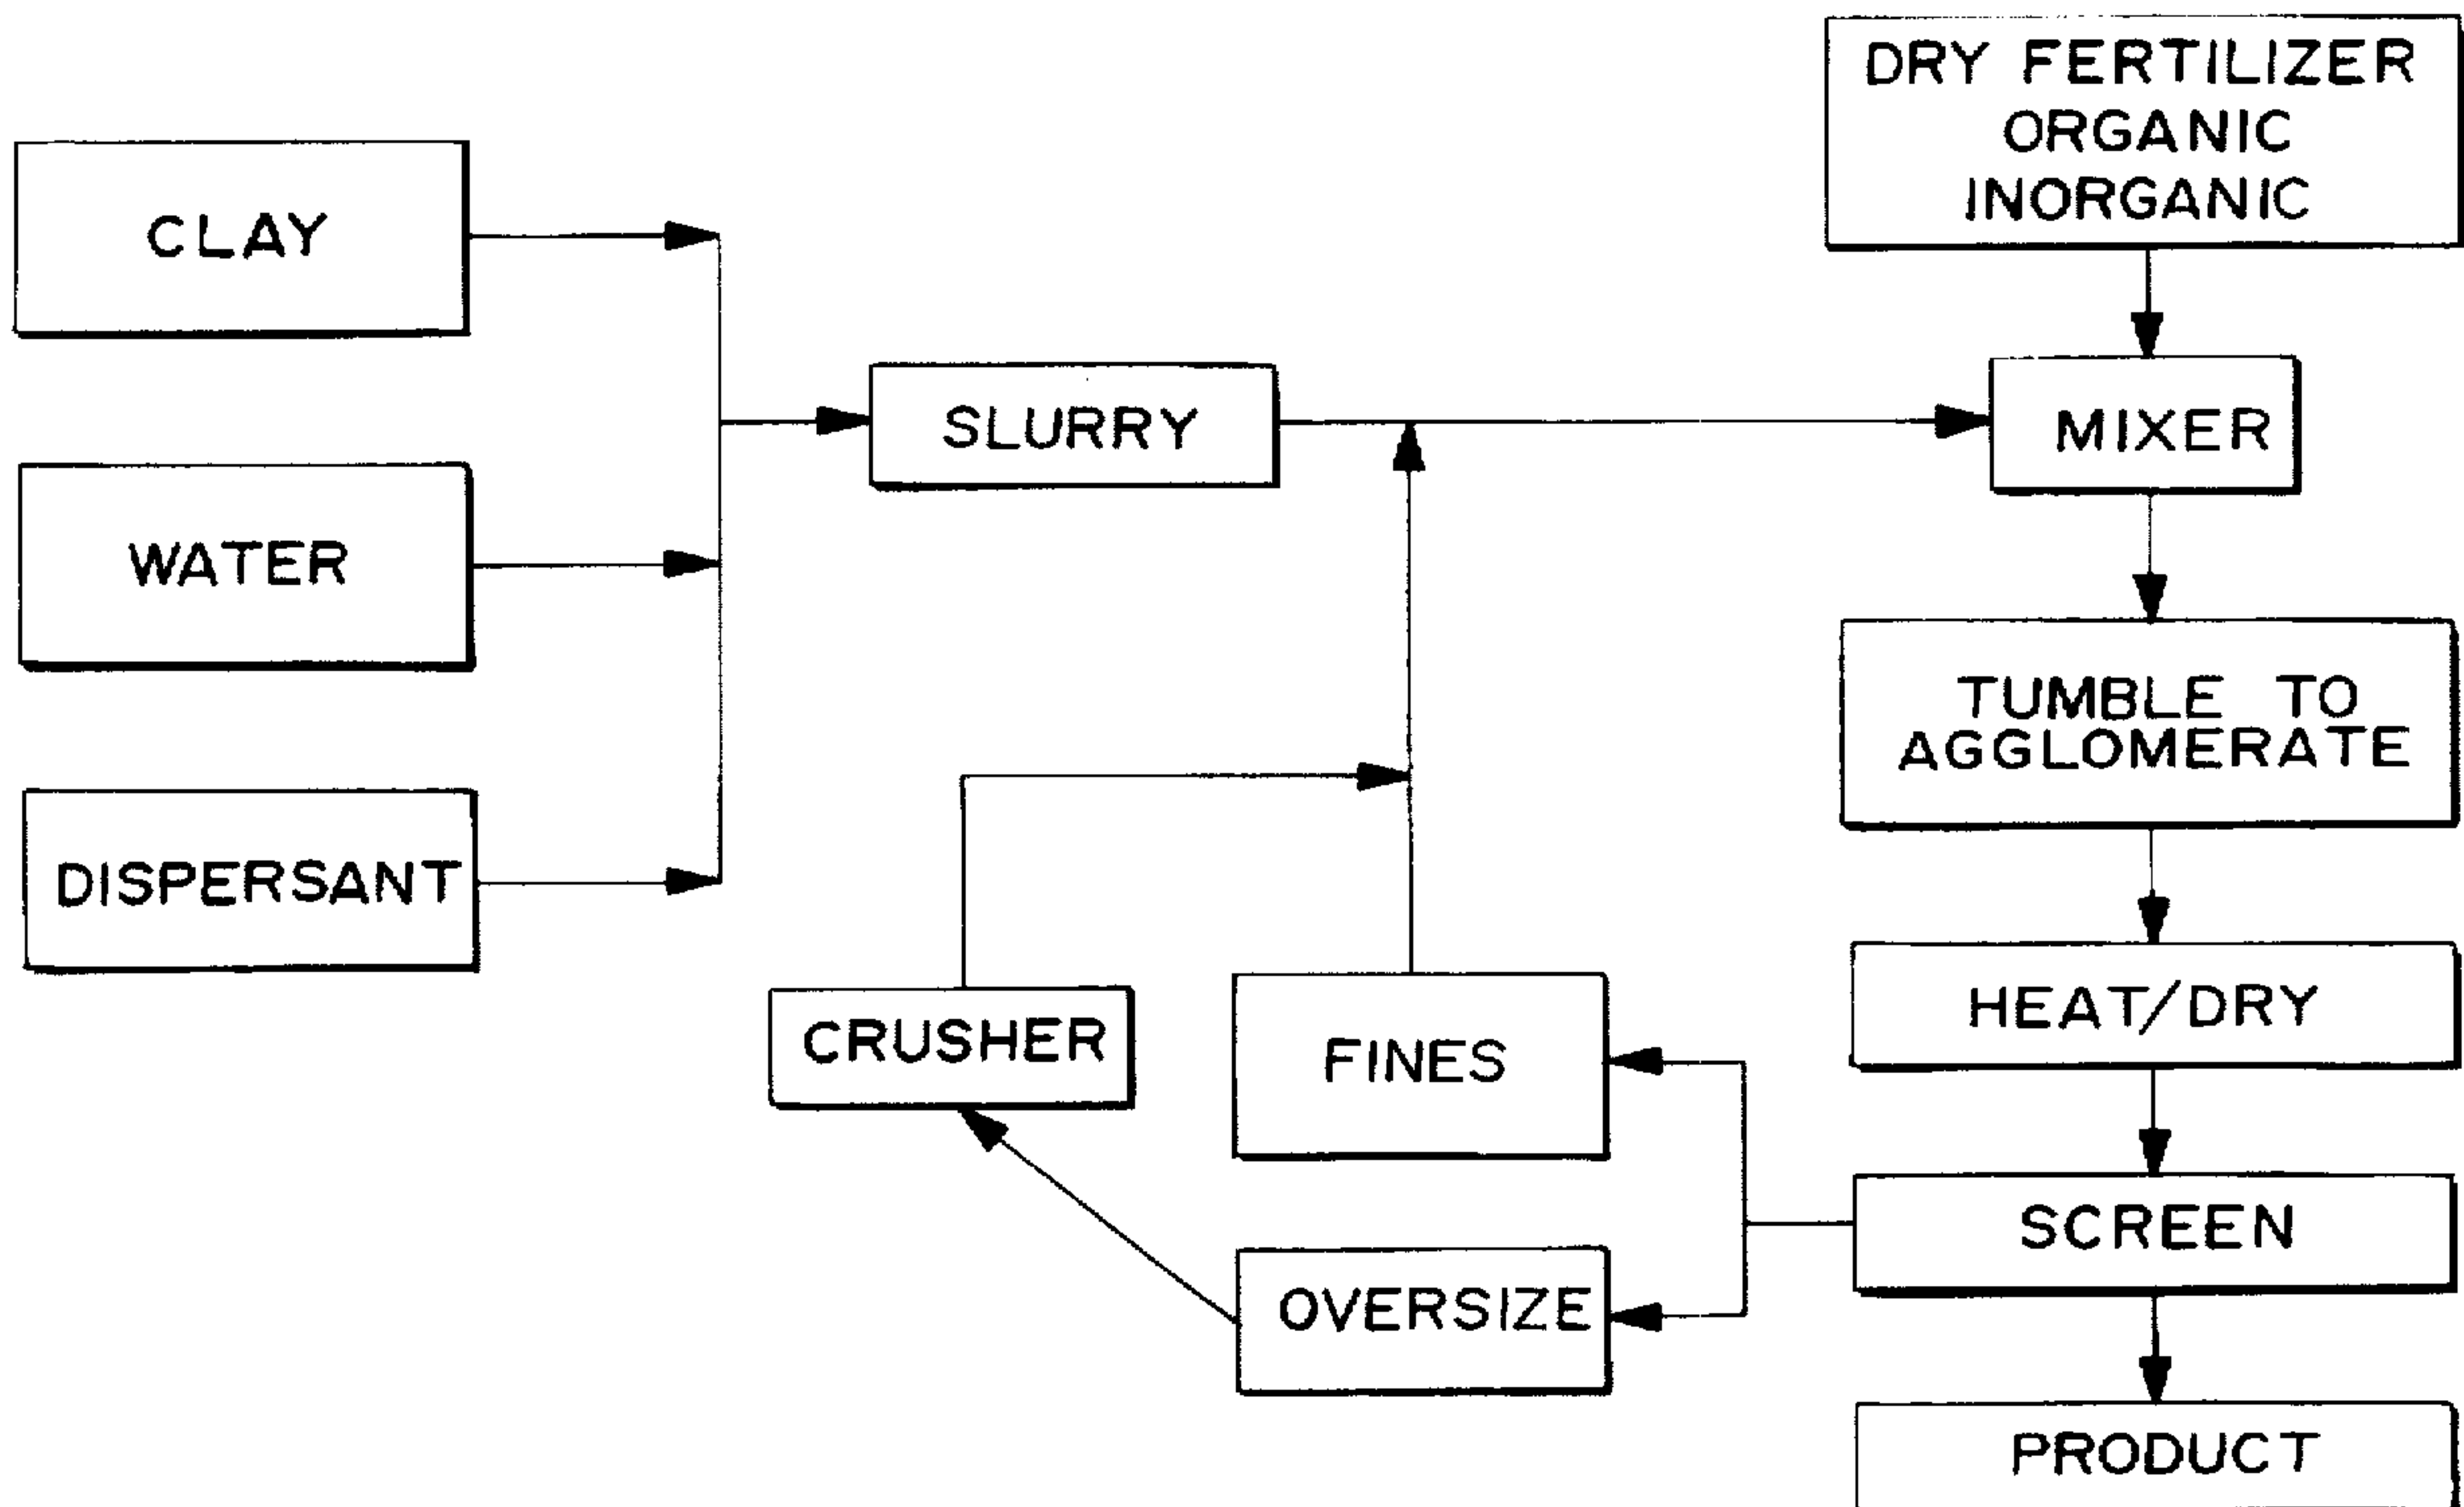 DRY FERTILIZER
ORGANIC
INORGANIC
CLAY
SLURRY
MIXER
WATER
TUMBLE TO
AGGLOMERATE
DISPERSANT
HEAT/DRY
CRUSHER
FINES
SCREEN
OVERSIZE
PRODUCT